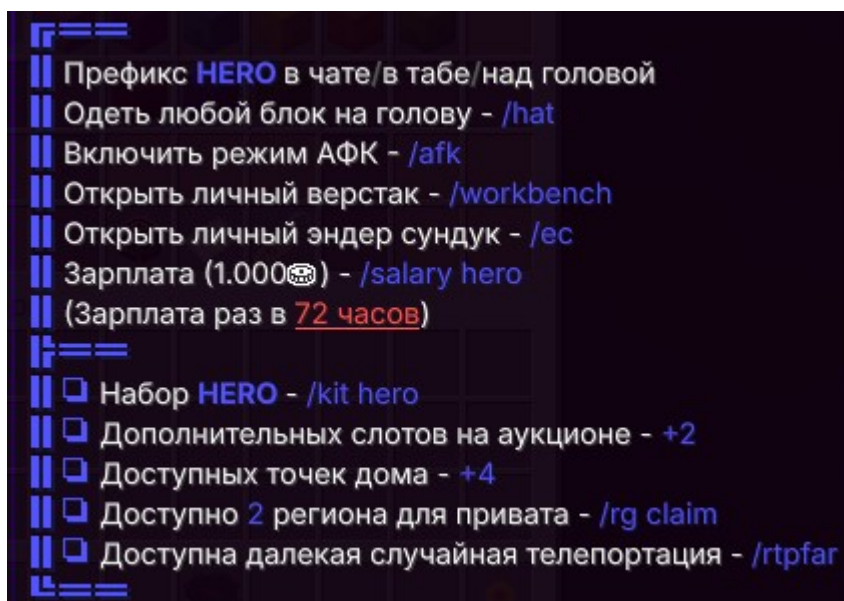 ╔══
║ Префикс HERO в чате/в табе/над головой
║ Одеть любой блок на голову - /hat
║ Включить режим АФК - /afk
║ Открыть личный верстак - /workbench
║ Открыть личный эндер сундук - /ec
║ Зарплата (1.000⛁) - /salary hero
║ (Зарплата раз в 72 часов)
╠══
║ ❏ Набор HERO - /kit hero
║ ❏ Дополнительных слотов на аукционе - +2
║ ❏ Доступных точек дома - +4
║ ❏ Доступно 2 региона для привата - /rg claim
║ ❏ Доступна далекая случайная телепортация - /rtpfar
╚══